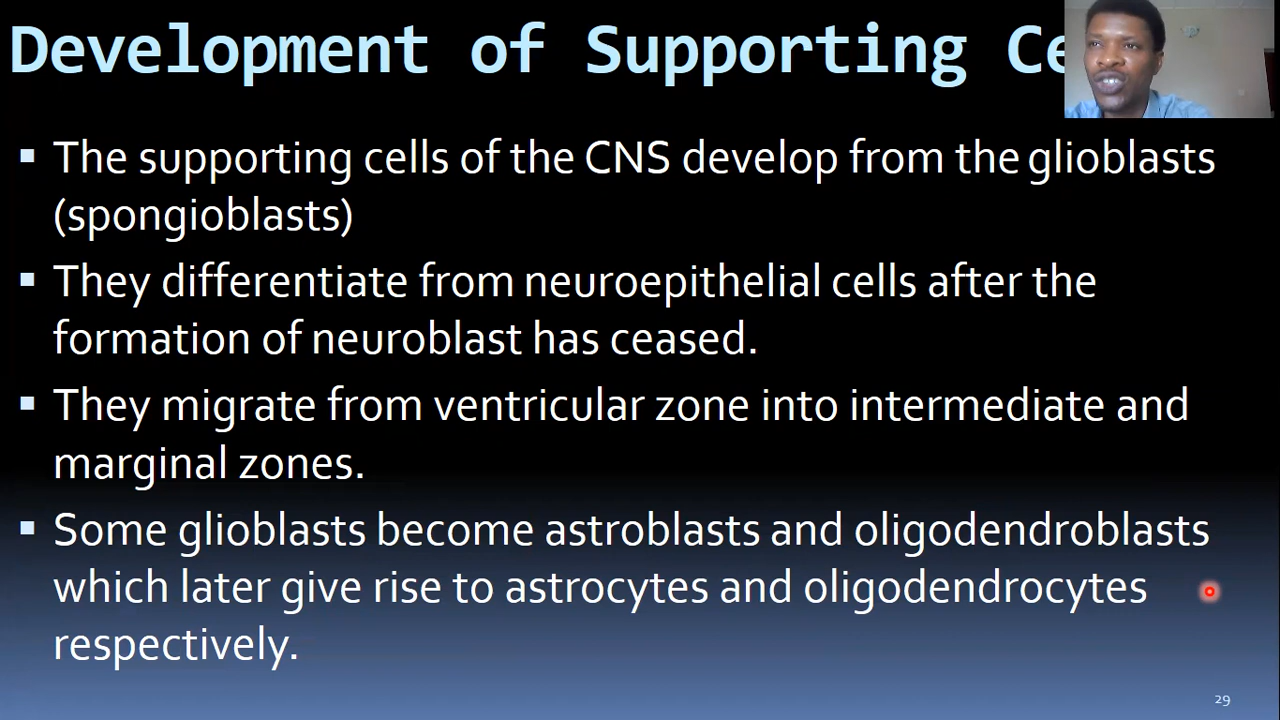 Development of Supporting
▪ The supporting cells of the CNS develop from the glioblasts
(spongioblasts)
▪ They differentiate from neuroepithelial cells after the
formation of neuroblast has ceased.
▪ They migrate from ventricular zone into intermediate and
marginal zones.
▪ Some glioblasts become astroblasts and oligodendroblasts
which later give rise to astrocytes and oligodendrocytes
respectively.
29